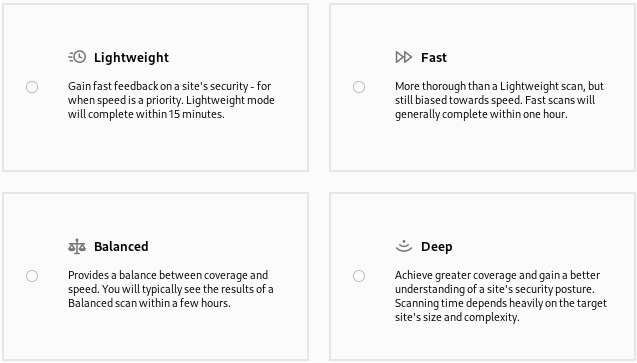 Lightweight
Gain fast feedback on a site's security - for
when speed is a priority. Lightweight mode
will complete within 15 minutes.
Fast
More thorough than a Lightweight scan, but
still biased towards speed. Fast scans will
generally complete within one hour.
Balanced
Provides a balance between coverage and
speed. You will typically see the results of a
Balanced scan within a few hours.
Deep
Achieve greater coverage and gain a better
understanding of a site's security posture.
Scanning time depends heavily on the target
site's size and complexity.